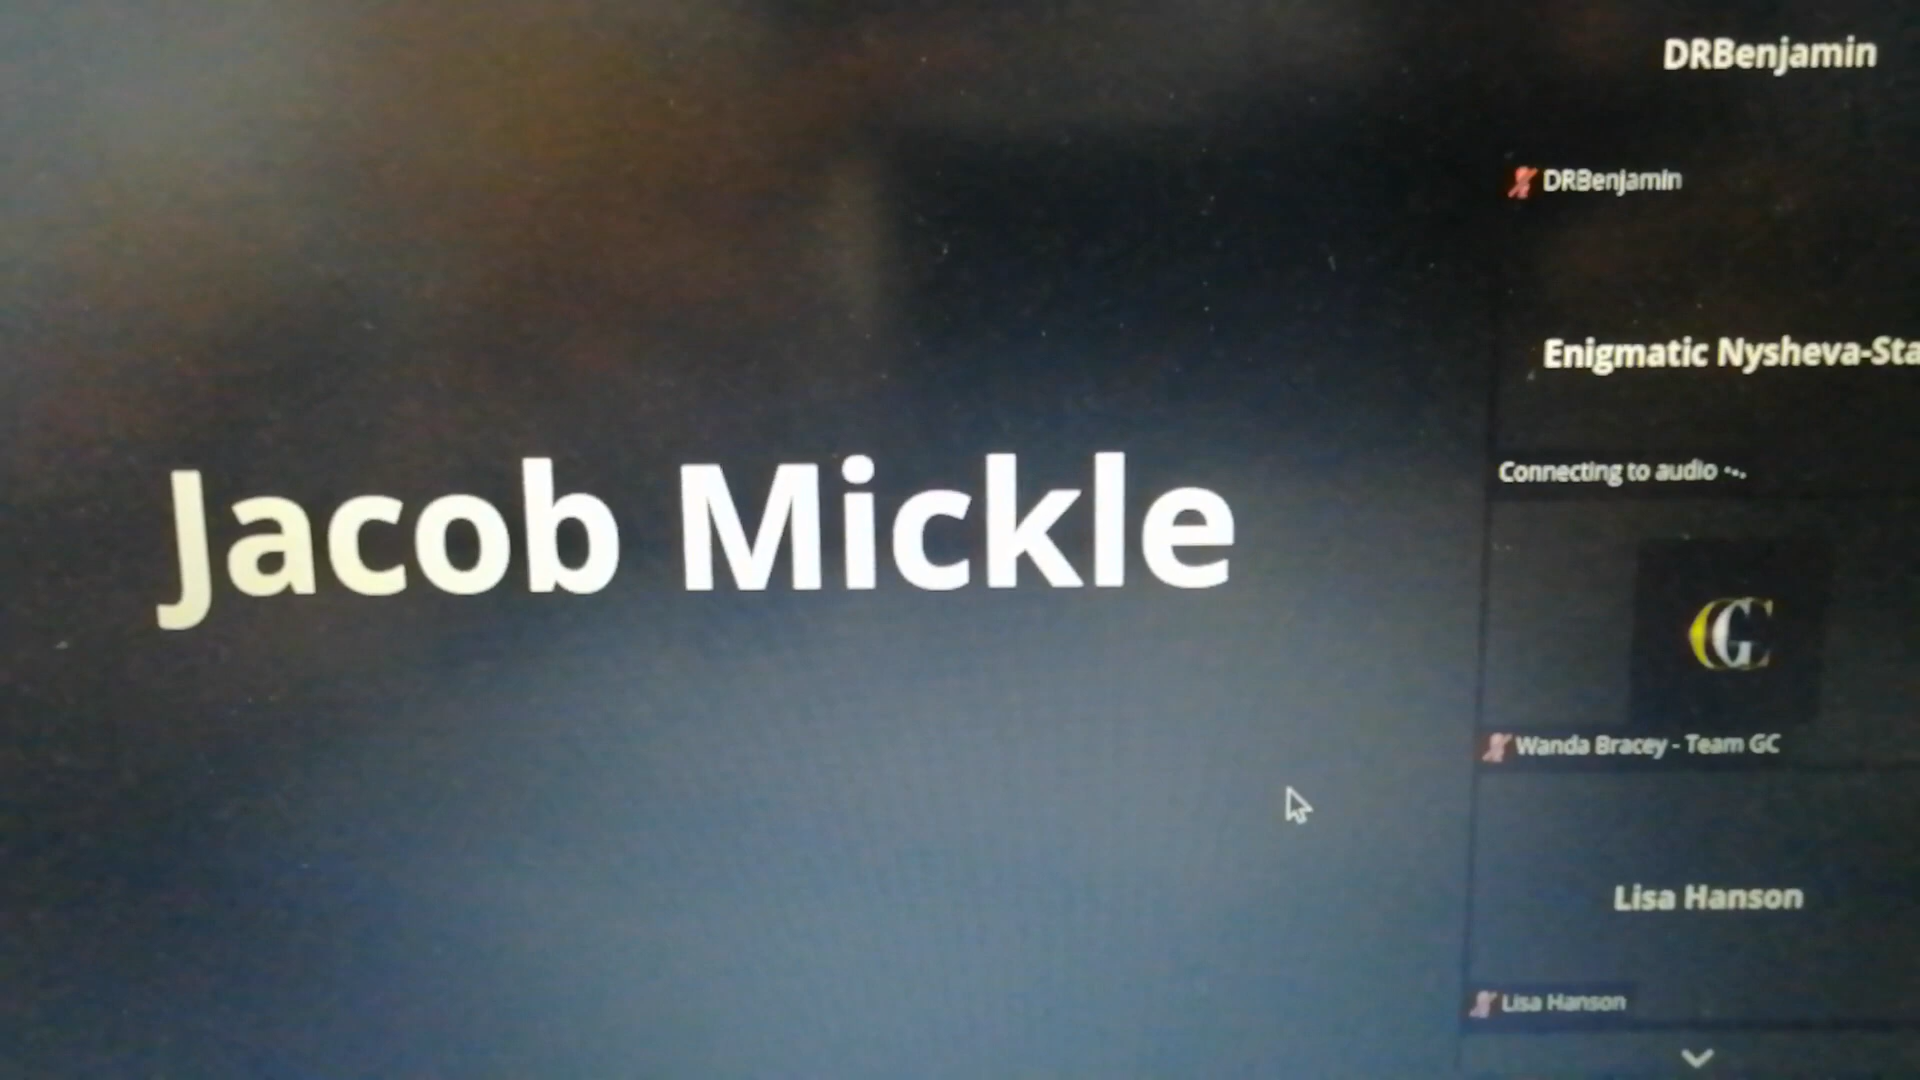 DRBenjamin
DRBenjamin
Enigmatic Nysheva-Sta
Connecting to audio ...
Jacob Mickle
GC
Wanda Bracey - Team GC
Lisa Hanson
Lisa Hanson